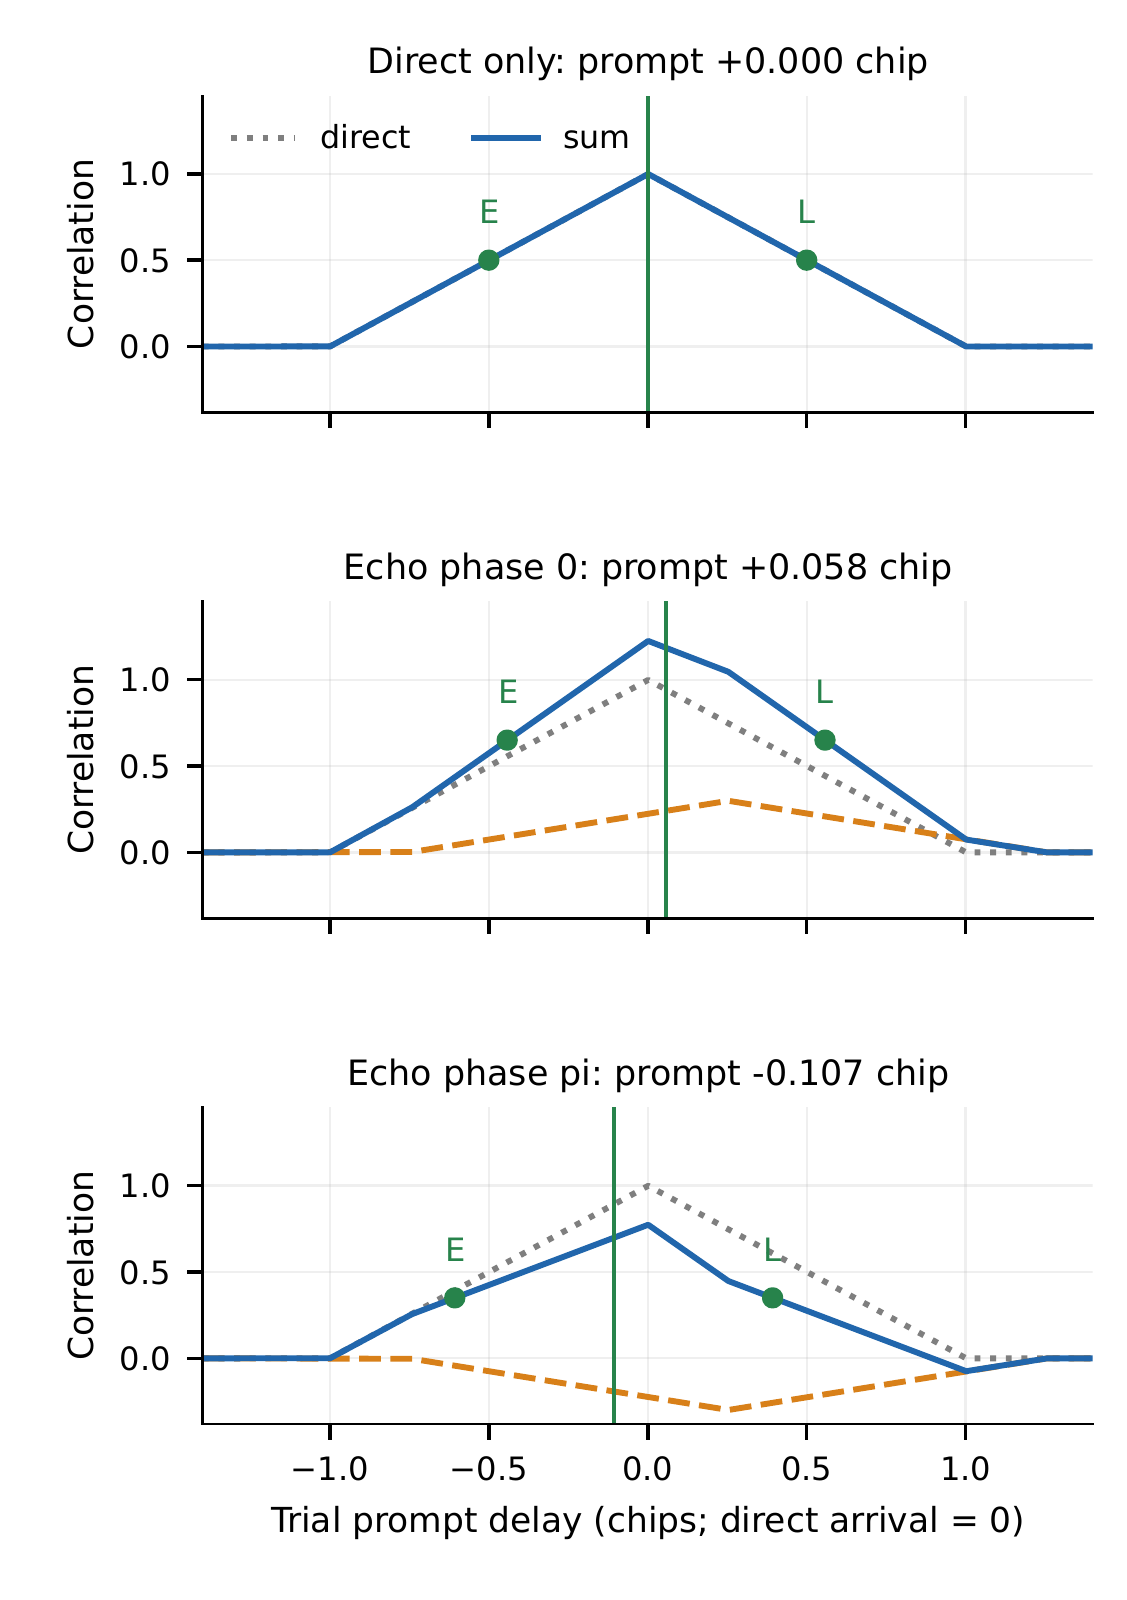 Direct only: prompt +0.000 chip
direct sum
Correlation
1.0
0.5
0.0
E
L
Echo phase 0: prompt +0.058 chip
Correlation
1.0
0.5
0.0
E
L
Echo phase pi: prompt -0.107 chip
Correlation
1.0
0.5
0.0
E
L
−1.0 −0.5 0.0 0.5 1.0
Trial prompt delay (chips; direct arrival = 0)